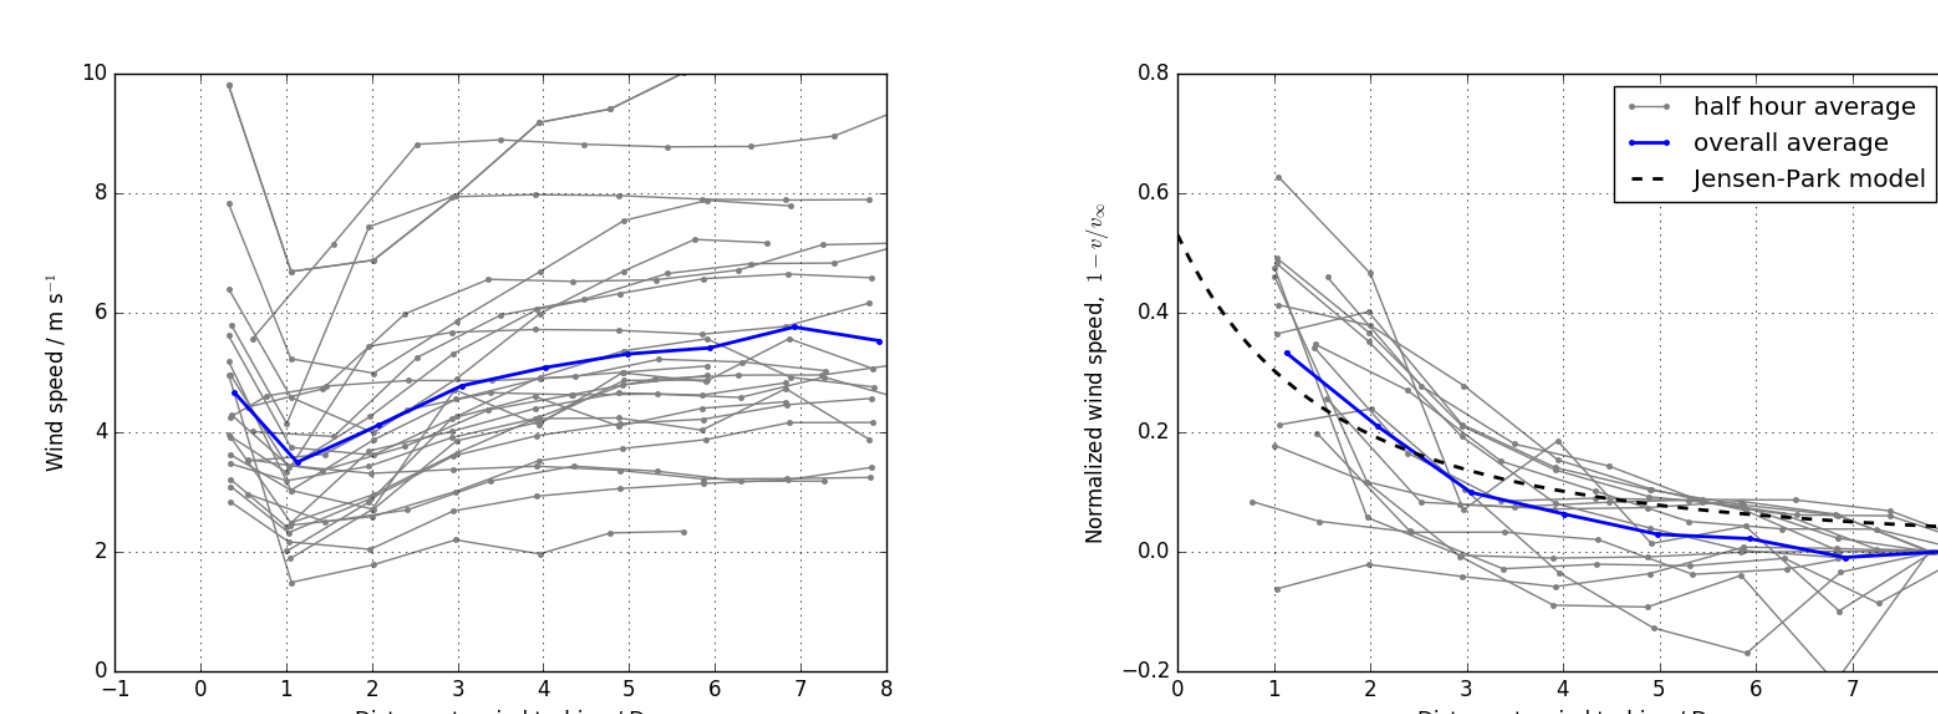 10
8
6
4
2
0
Wind speed / m s⁻¹
−1 0 1 2 3 4 5 6 7 8
0.8
0.6
0.4
0.2
0.0
−0.2
Normalized wind speed, 1 − v/v∞
0 1 2 3 4 5 6 7
half hour average
overall average
Jensen-Park model